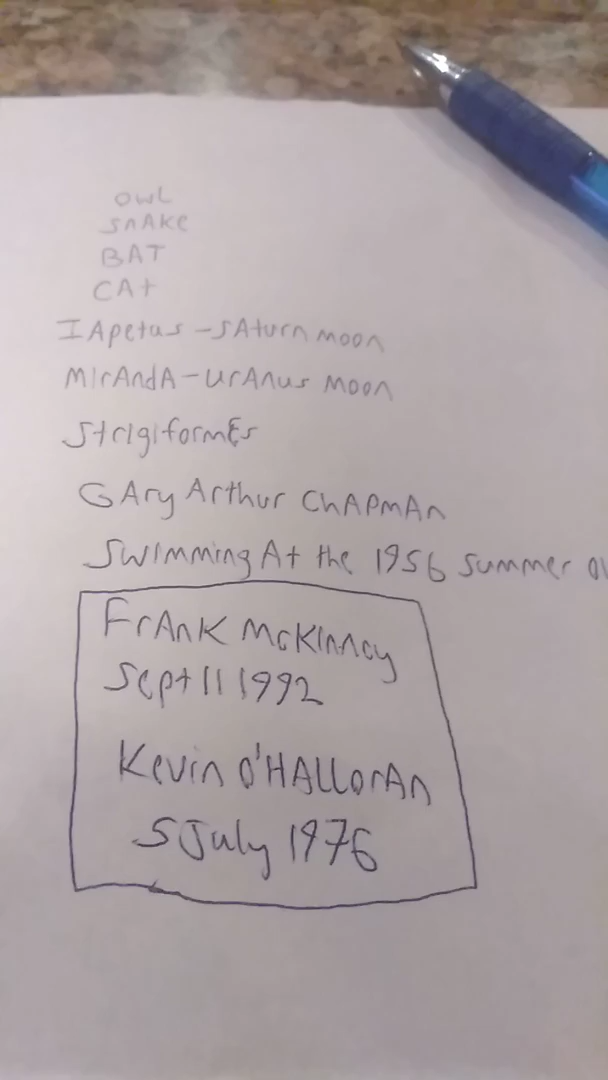 OWL
SNAKE
BAT
CAt
IApetus - SAturn moon
MIrAndA - UrAnus Moon
StrIgIformEs
GAry Arthur ChAPmAn
SwImmIng At the 1956 Summer
FrAnK McKInney
Sept 11 1992
Kevin O'HALLorAn
5 July 1976